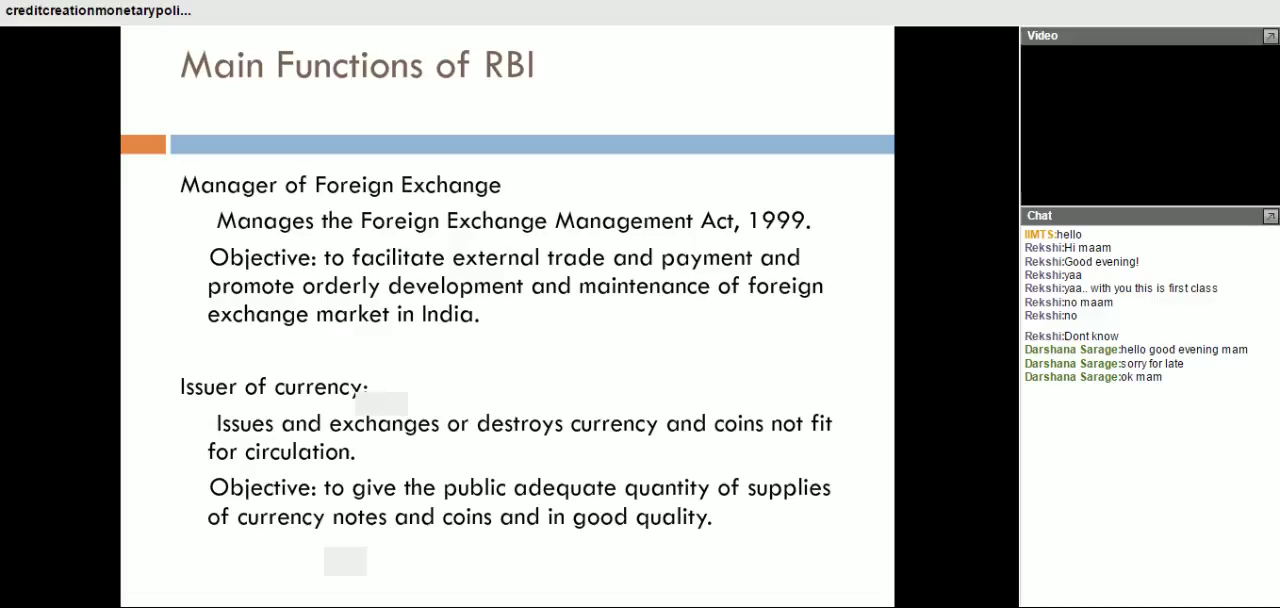 creditcreationmonetarypoli...
Main Functions of RBI
Manager of Foreign Exchange
Manages the Foreign Exchange Management Act, 1999.
Objective: to facilitate external trade and payment and
promote orderly development and maintenance of foreign
exchange market in India.
Issuer of currency:
Issues and exchanges or destroys currency and coins not fit
for circulation.
Objective: to give the public adequate quantity of supplies
of currency notes and coins and in good quality.
Video
Chat
IIMTS:hello
Rekshi:Hi maam
Rekshi:Good evening!
Rekshi:yaa
Rekshi:yaa.. with you this is first class
Rekshi:no maam
Rekshi:no
Rekshi:Dont know
Darshana Sarage:hello good evening mam
Darshana Sarage:sorry for late
Darshana Sarage:ok mam